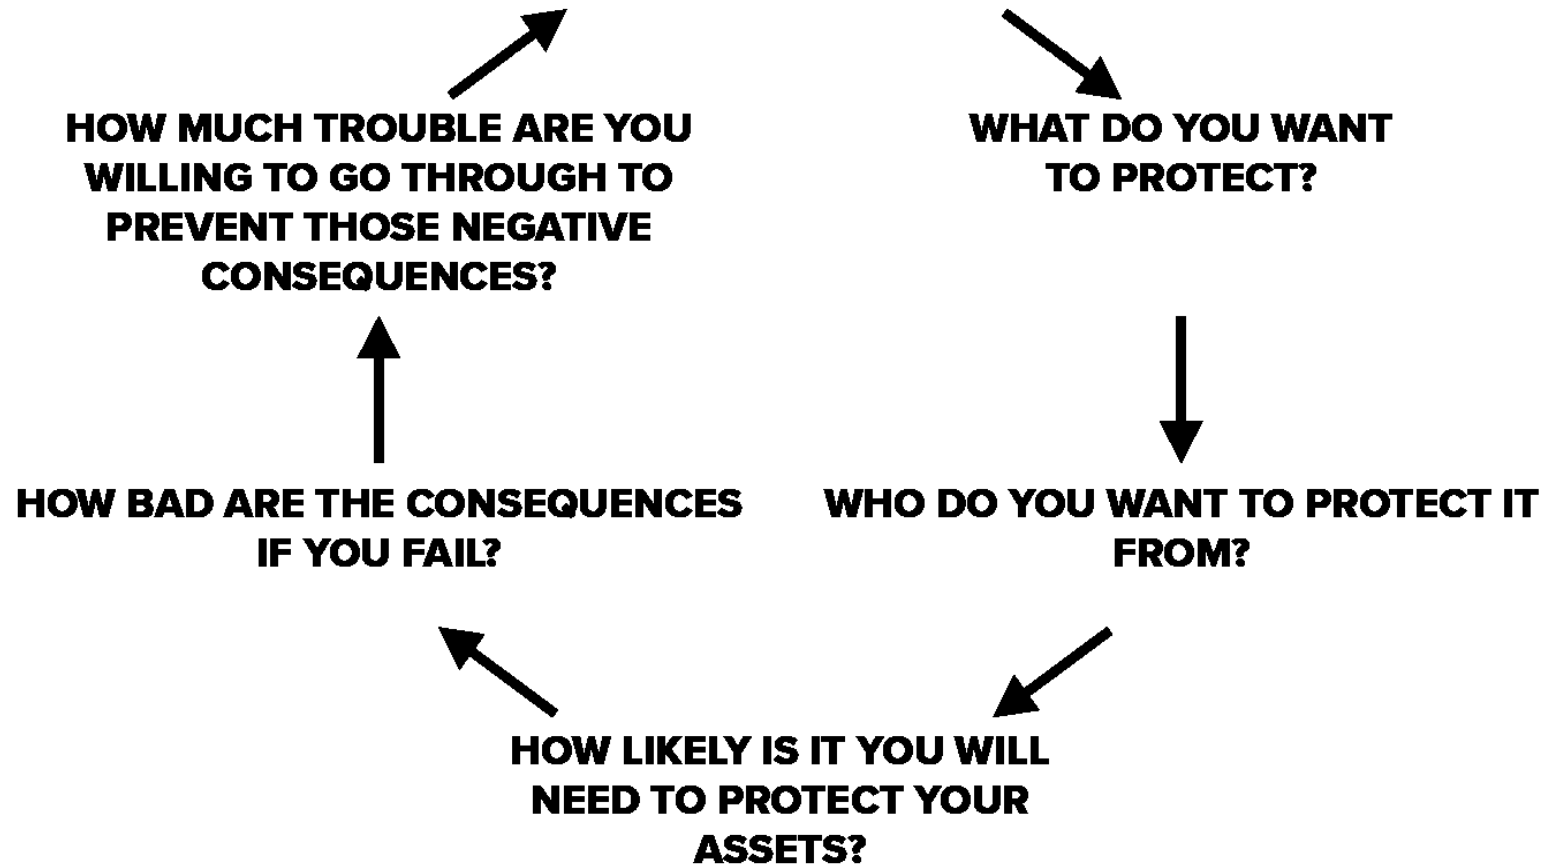 HOW MUCH TROUBLE ARE YOU
WILLING TO GO THROUGH TO
PREVENT THOSE NEGATIVE
CONSEQUENCES?
WHAT DO YOU WANT
TO PROTECT?
HOW BAD ARE THE CONSEQUENCES
IF YOU FAIL?
WHO DO YOU WANT TO PROTECT IT
FROM?
HOW LIKELY IS IT YOU WILL
NEED TO PROTECT YOUR
ASSETS?